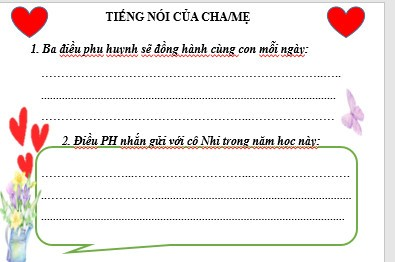 TIẾNG NÓI CỦA CHA/MẸ
1. Ba điều phu huynh sẽ đồng hành cùng con mỗi ngày:
2. Điều PH nhắn gửi với cô Nhi trong năm học này: